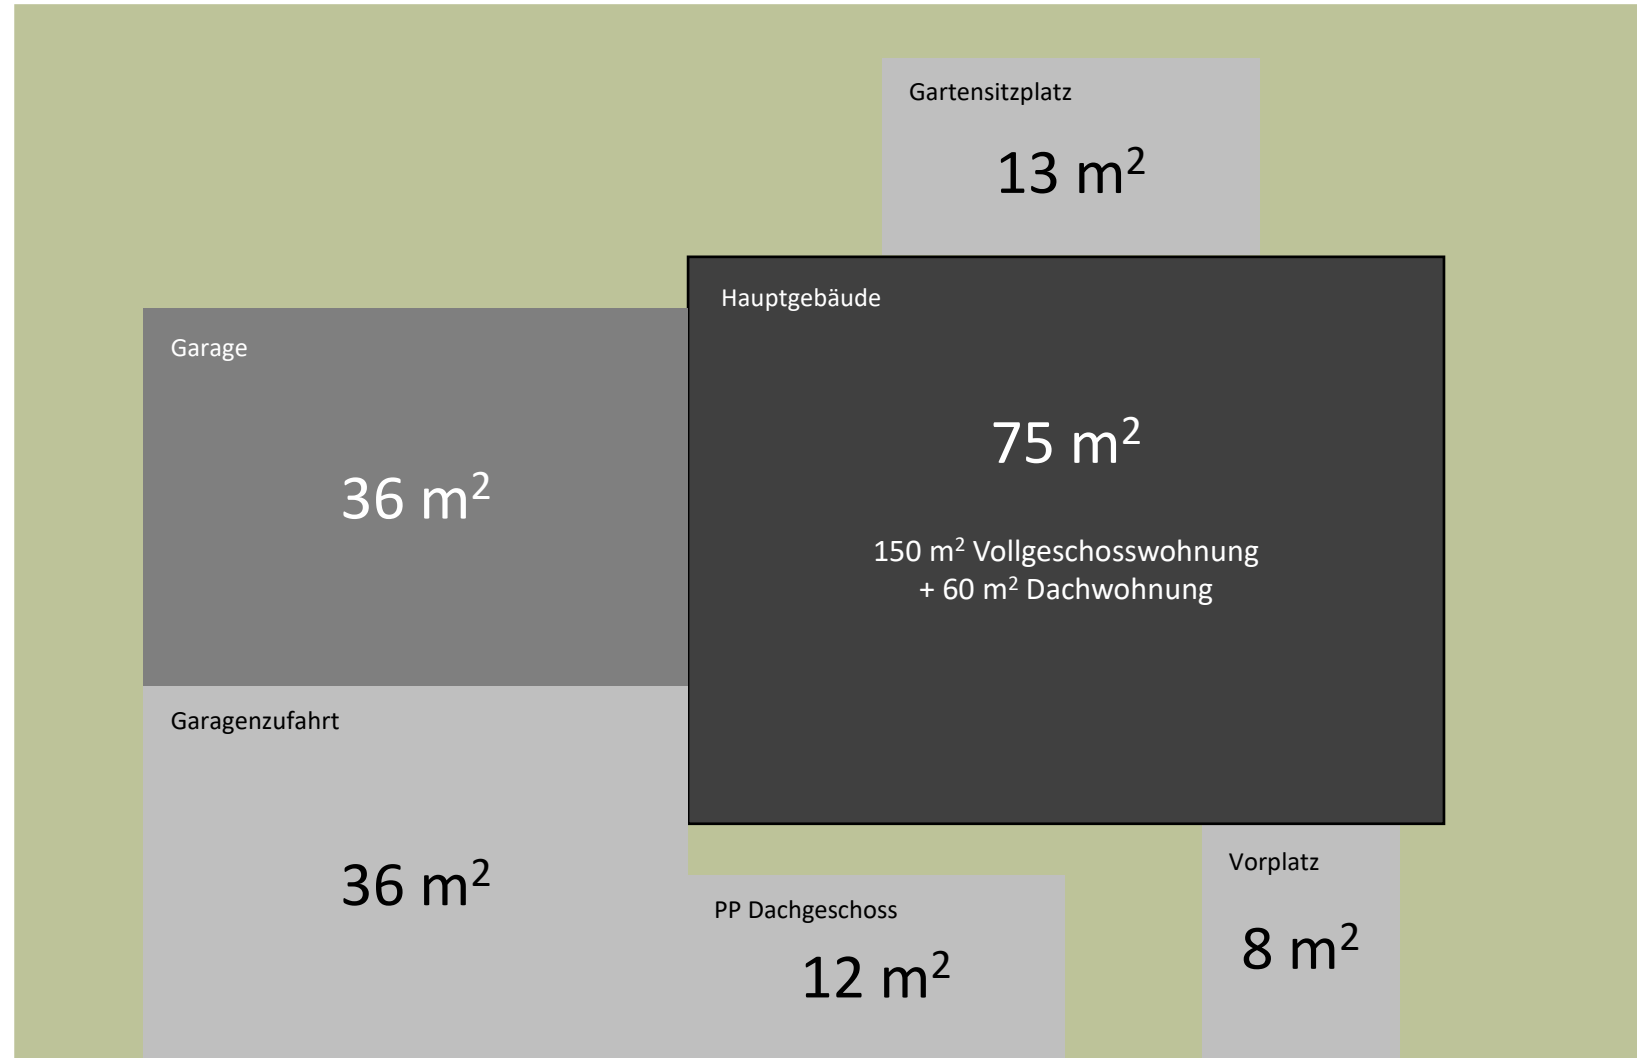 Gartensitzplatz
13 m²
Hauptgebäude
75 m²
150 m² Vollgeschosswohnung
+ 60 m² Dachwohnung
Garage
36 m²
Garagenzufahrt
36 m²
PP Dachgeschoss
12 m²
Vorplatz
8 m²